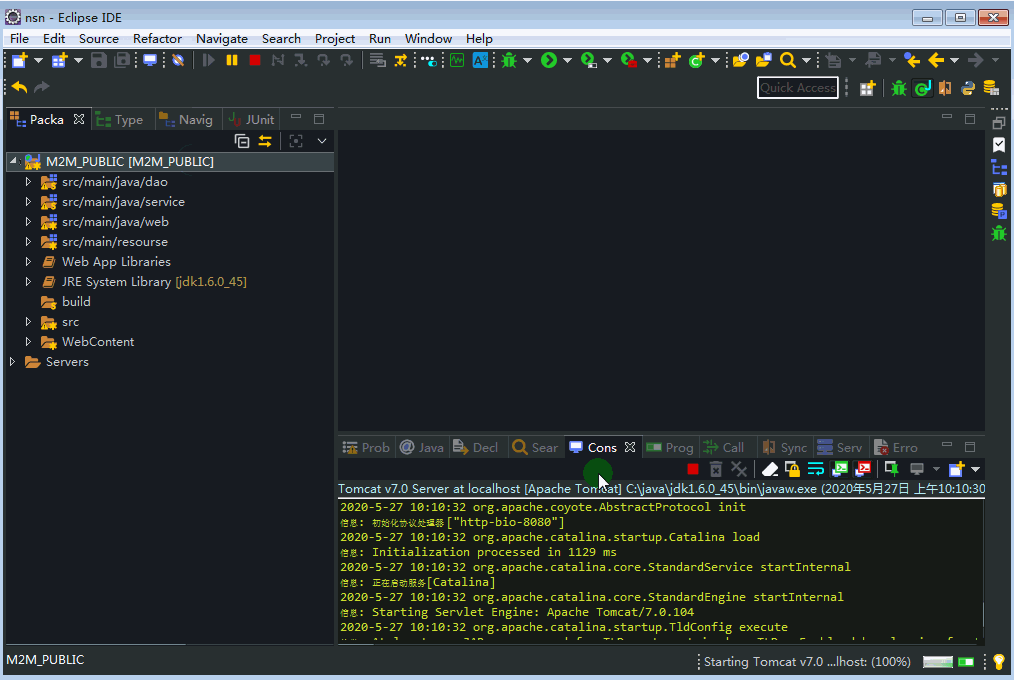 nsn - Eclipse IDE
File Edit Source Refactor Navigate Search Project Run Window Help
Quick Access
Packa Type Navig JUnit
M2M_PUBLIC [M2M_PUBLIC]
src/main/java/dao
src/main/java/service
src/main/java/web
src/main/resourse
Web App Libraries
JRE System Library [jdk1.6.0_45]
build
src
WebContent
Servers
Prob Java Decl Sear Cons Prog Call Sync Serv Erro
Tomcat v7.0 Server at localhost [Apache Tomcat] C:\java\jdk1.6.0_45\bin\javaw.exe (2020年5月27日 上午10:10:30
2020-5-27 10:10:32 org.apache.coyote.AbstractProtocol init
信息: 初始化协议处理器["http-bio-8080"]
2020-5-27 10:10:32 org.apache.catalina.startup.Catalina load
信息: Initialization processed in 1129 ms
2020-5-27 10:10:32 org.apache.catalina.core.StandardService startInternal
信息: 正在启动服务[Catalina]
2020-5-27 10:10:32 org.apache.catalina.core.StandardEngine startInternal
信息: Starting Servlet Engine: Apache Tomcat/7.0.104
2020-5-27 10:10:32 org.apache.catalina.startup.TldConfig execute
M2M_PUBLIC
Starting Tomcat v7.0 ...lhost: (100%)